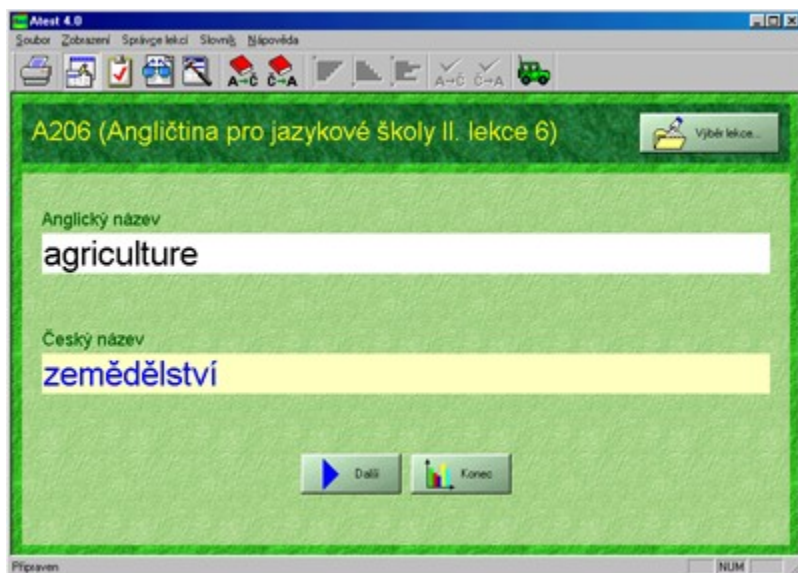 Atest 4.0
Soubor Zobrazení Správce lekcí Slovník Nápověda
A→Č Č→A A→Č Č→A
A206 (Angličtina pro jazykové školy II. lekce 6)
Výběr lekce...
Anglický název
agriculture
Český název
zemědělství
Další Konec
Připraven NUM